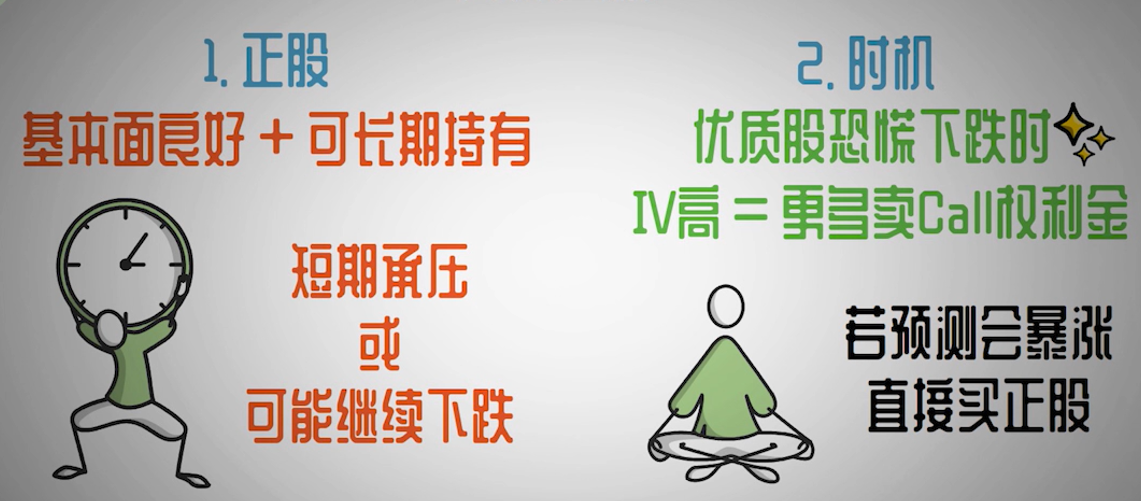 1. 正股
基本面良好 + 可长期持有
短期承压
或
可能继续下跌
2. 时机
优质股恐慌下跌时
IV高 = 更多卖Call权利金
若预测会暴涨
直接买正股